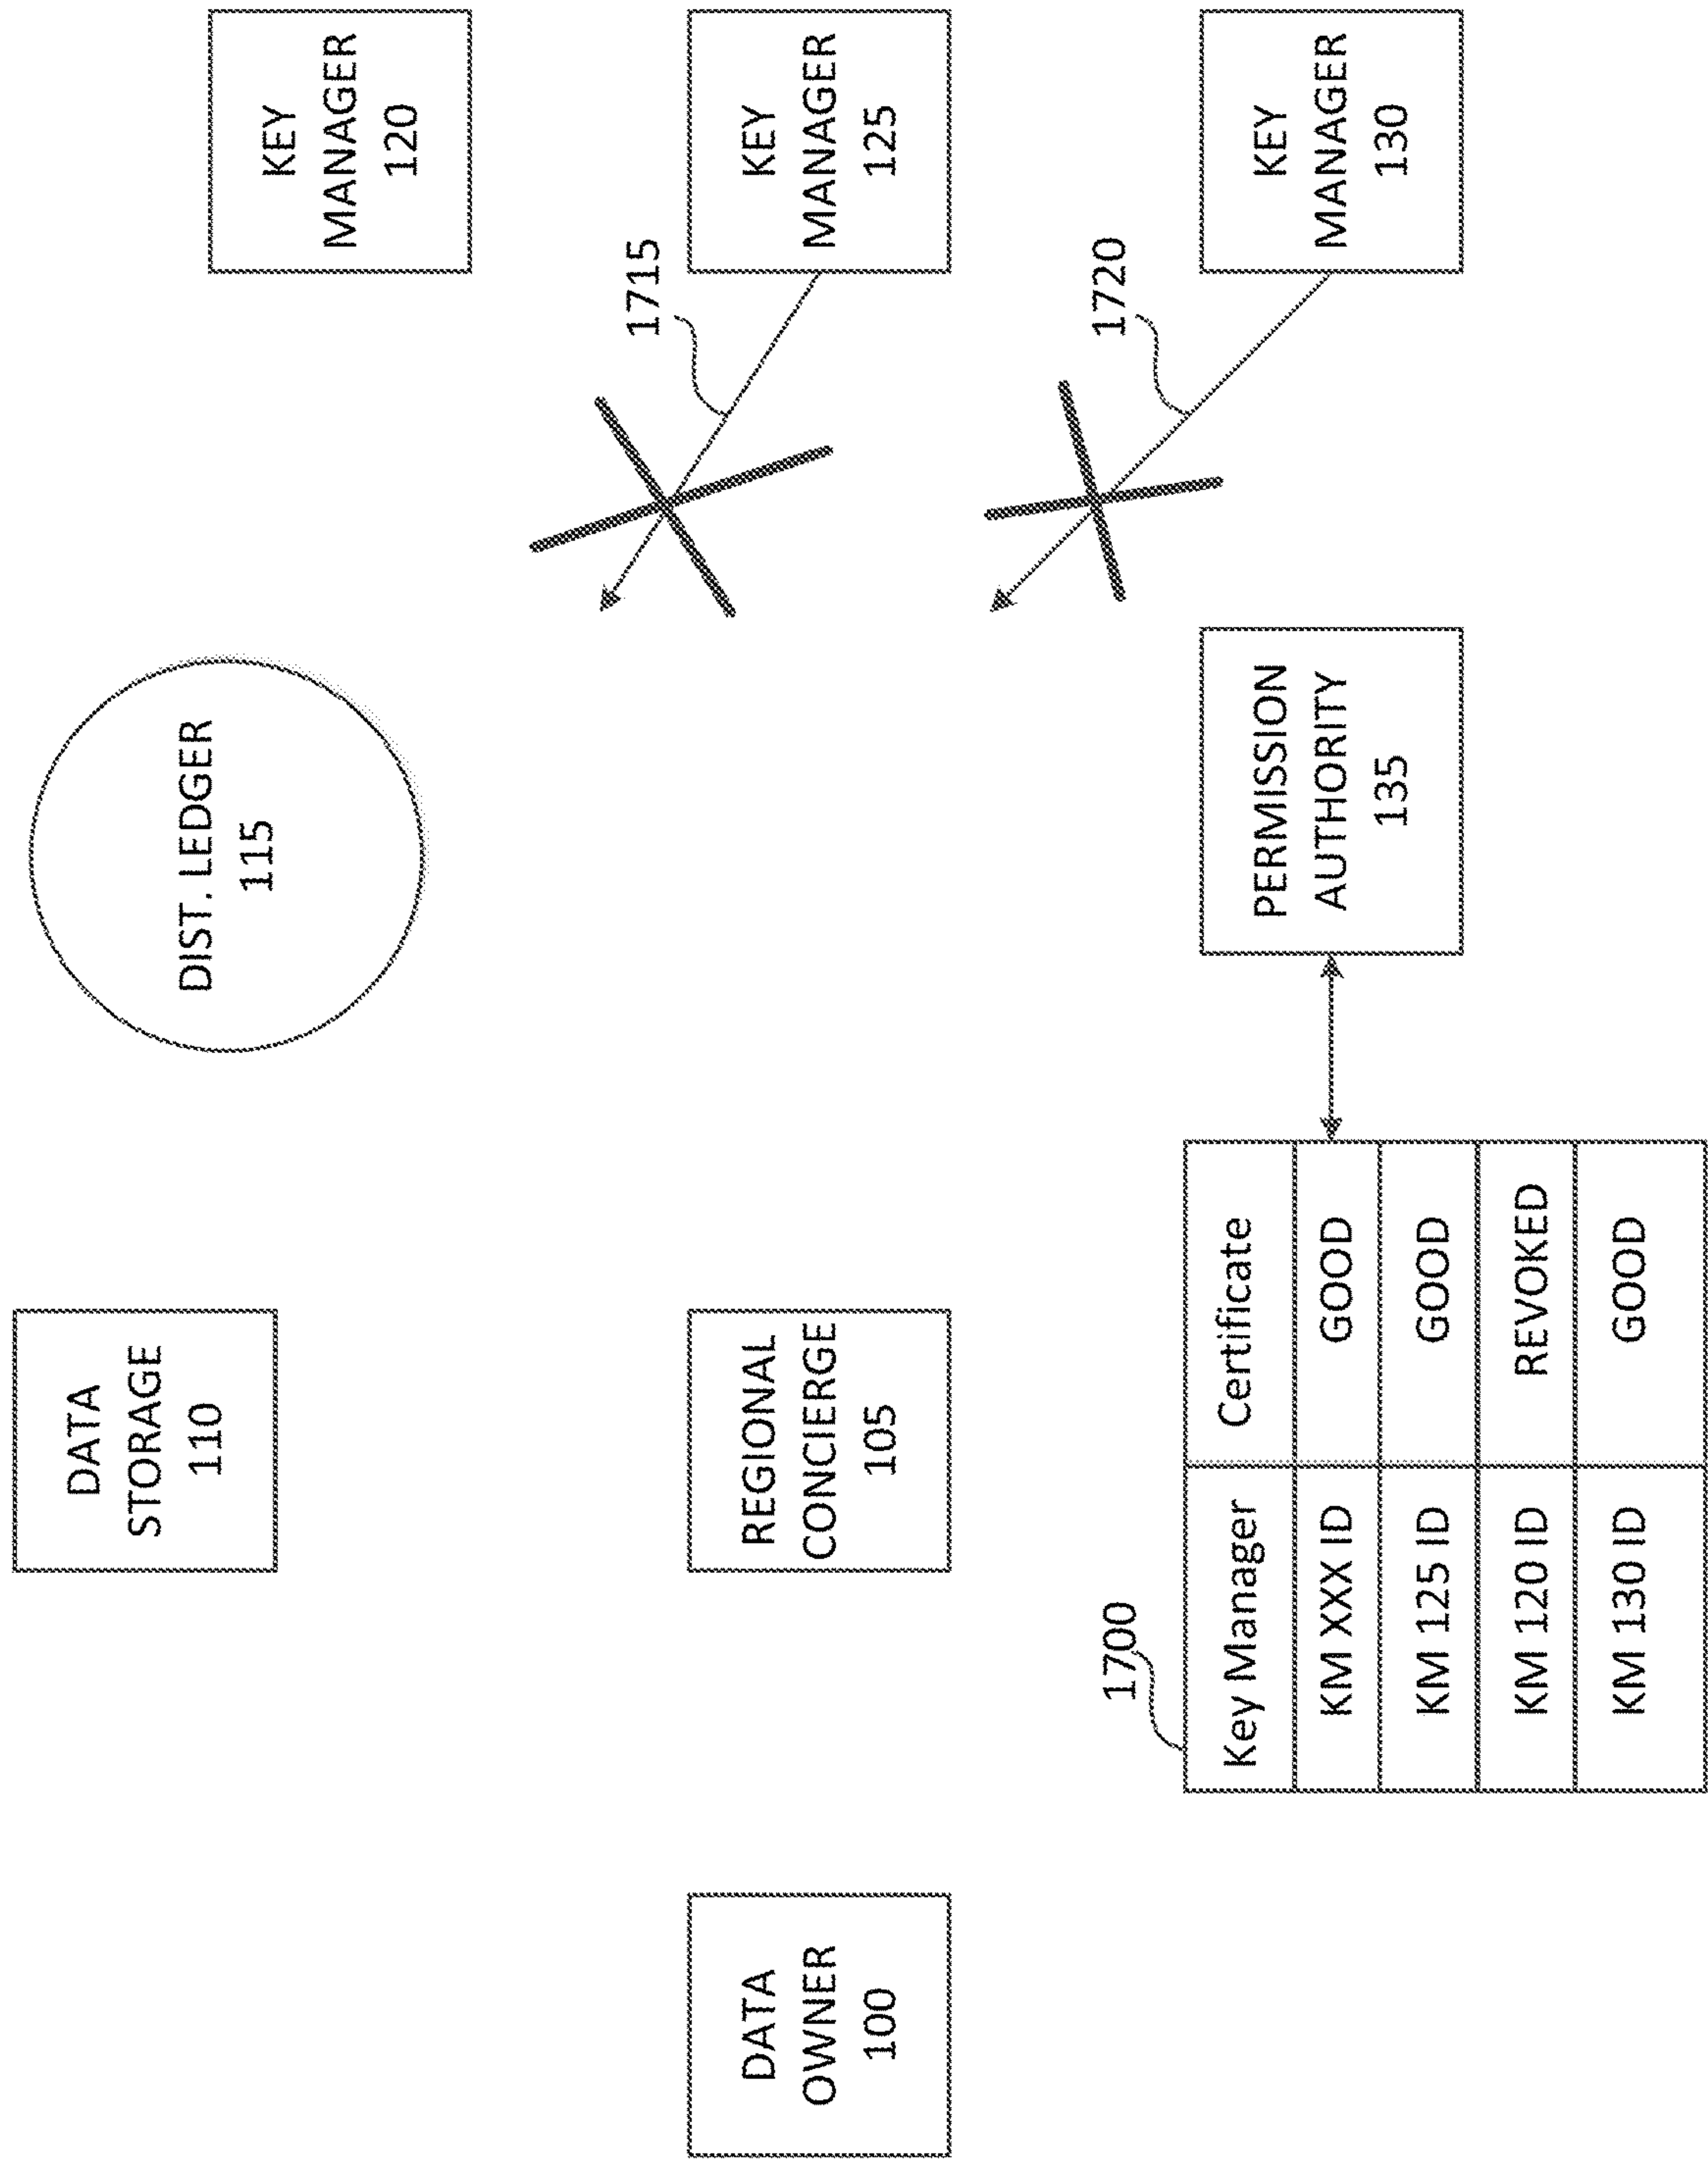 DATA
STORAGE
110
DIST. LEDGER
115
KEY
MANAGER
120
DATA
OWNER
100
REGIONAL
CONCIERGE
105
1715
KEY
MANAGER
125
1700
Key Manager Certificate
KM XXX ID GOOD
KM 125 ID GOOD
KM 120 ID REVOKED
KM 130 ID GOOD
PERMISSION
AUTHORITY
135
1720
KEY
MANAGER
130